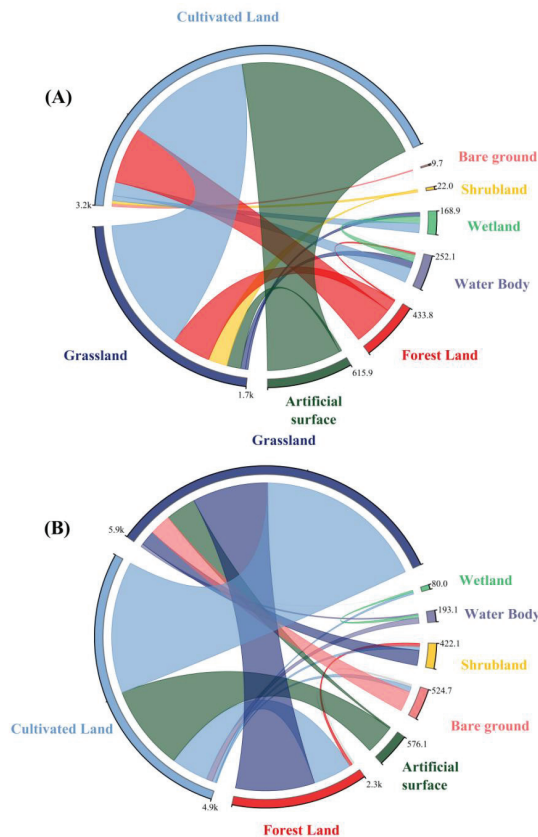 Cultivated Land
(A)
9.7
Bare ground
22.0
Shrubland
3.2k
168.9
Wetland
252.1
Water Body
433.8
Grassland
Forest Land
1.7k
615.9
Artificial
surface
Grassland
(B)
5.9k
80.0
Wetland
193.1
Water Body
422.1
Shrubland
524.7
Bare ground
Cultivated Land
576.1
Artificial
surface
4.9k
2.3k
Forest Land